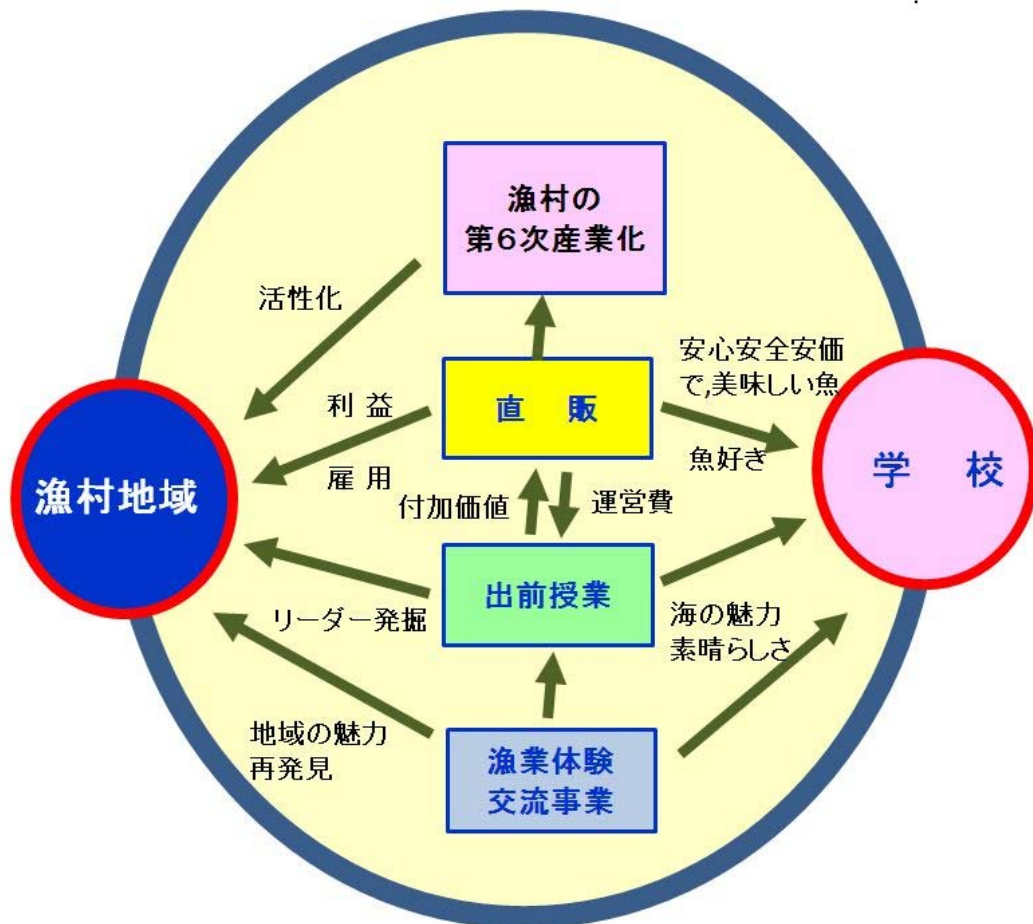 漁村の
第6次産業化
活性化
安心安全安価
で,美味しい魚
利 益
直 販
魚好き
学 校
雇 用
漁村地域
付加価値
運営費
出前授業
リーダー発掘
海の魅力
素晴らしさ
地域の魅力
再発見
漁業体験
交流事業